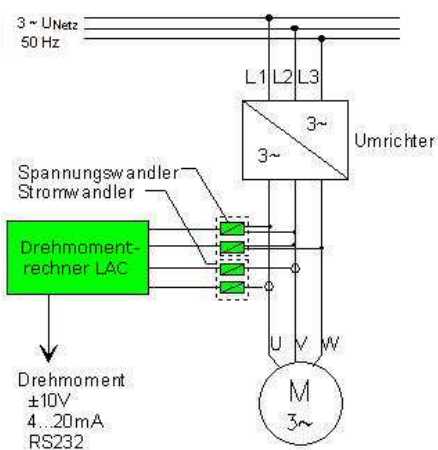 3 ~ UNetz
50 Hz
L1 L2 L3
3~
3~
Umrichter
Spannungswandler
Stromwandler
Drehmoment-
rechner LAC
U V W
M
3~
Drehmoment
±10V
4...20mA
RS232